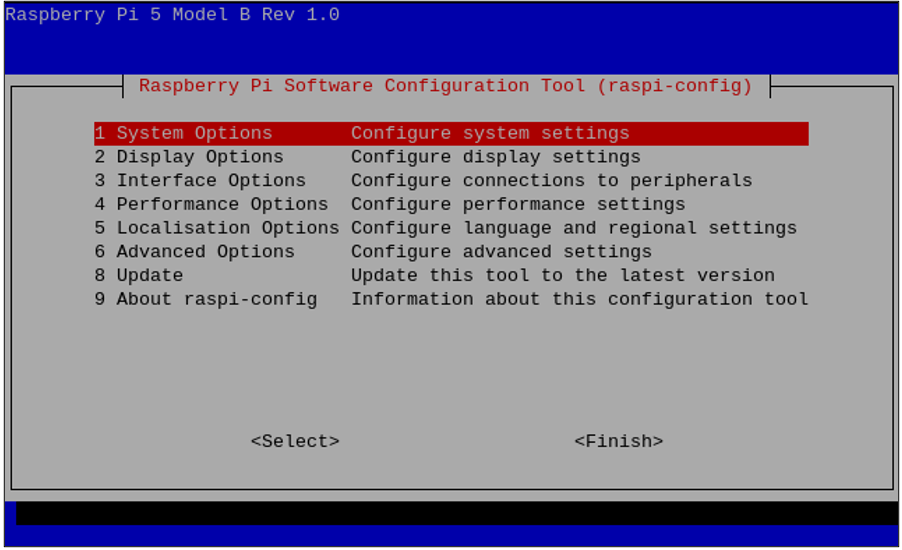 Raspberry Pi 5 Model B Rev 1.0
Raspberry Pi Software Configuration Tool (raspi-config)
1 System Options Configure system settings
2 Display Options Configure display settings
3 Interface Options Configure connections to peripherals
4 Performance Options Configure performance settings
5 Localisation Options Configure language and regional settings
6 Advanced Options Configure advanced settings
8 Update Update this tool to the latest version
9 About raspi-config Information about this configuration tool
<Select> <Finish>